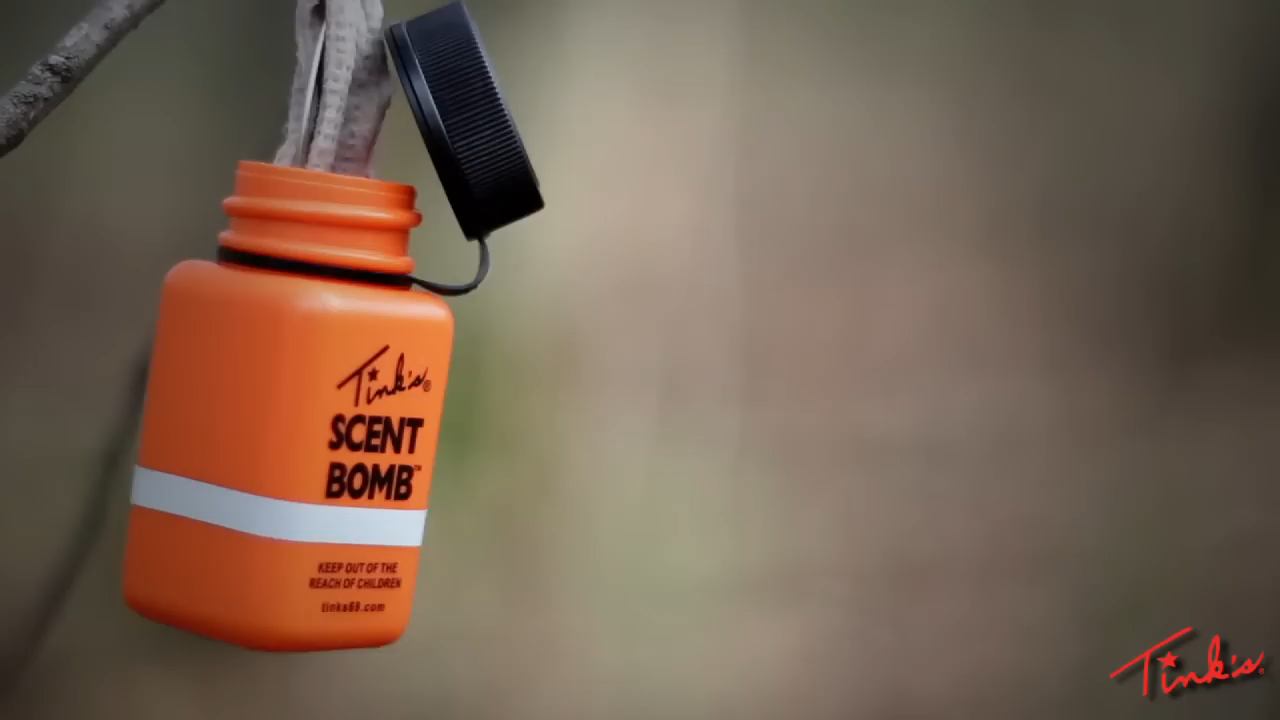 Tink's®
SCENT
BOMB™
KEEP OUT OF THE
REACH OF CHILDREN
tinks69.com
Tink's®